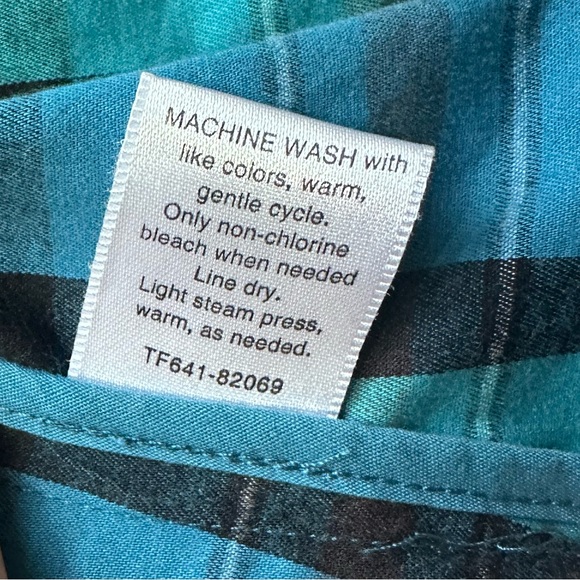 MACHINE WASH with
like colors, warm,
gentle cycle.
Only non-chlorine
bleach when needed
Line dry.
Light steam press,
warm, as needed.
TF641-82069